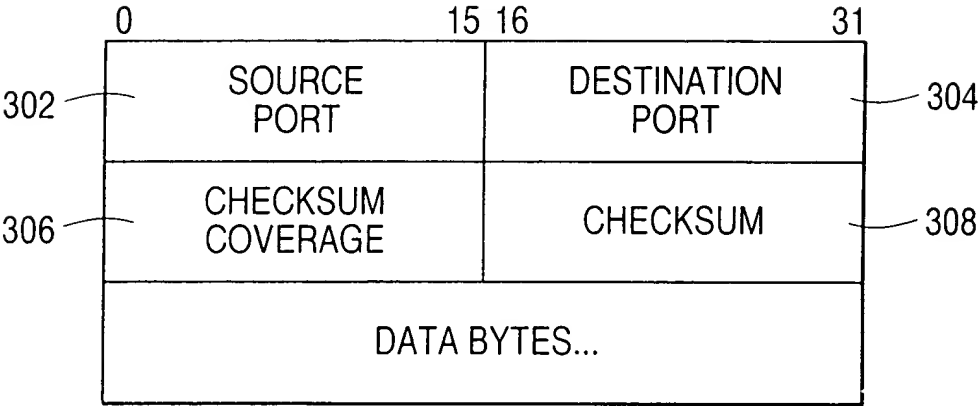 0 15 16 31
SOURCE
PORT
DESTINATION
PORT
302
304
CHECKSUM
COVERAGE
CHECKSUM
306
308
DATA BYTES...